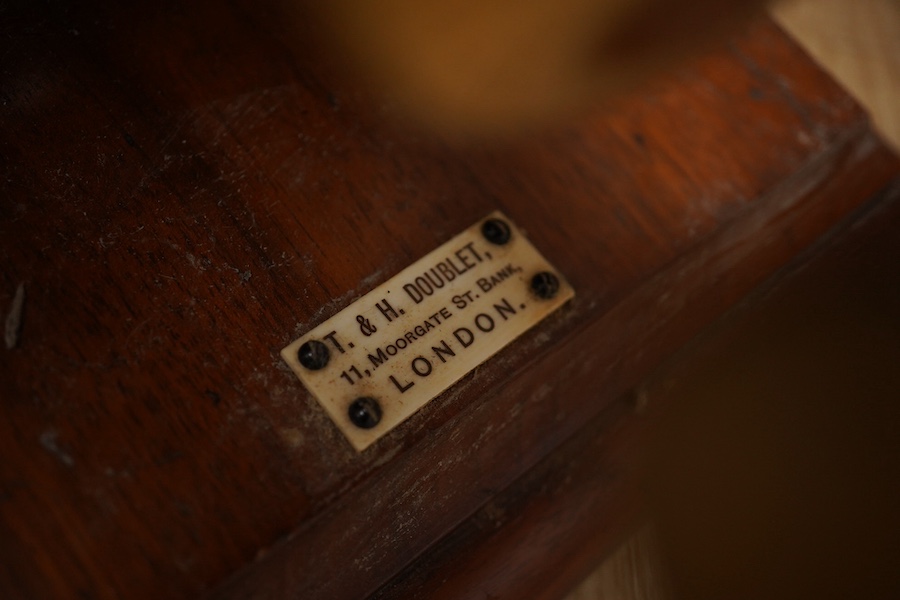 T. & H. DOUBLET,
11, MOORGATE ST. BANK,
LONDON.